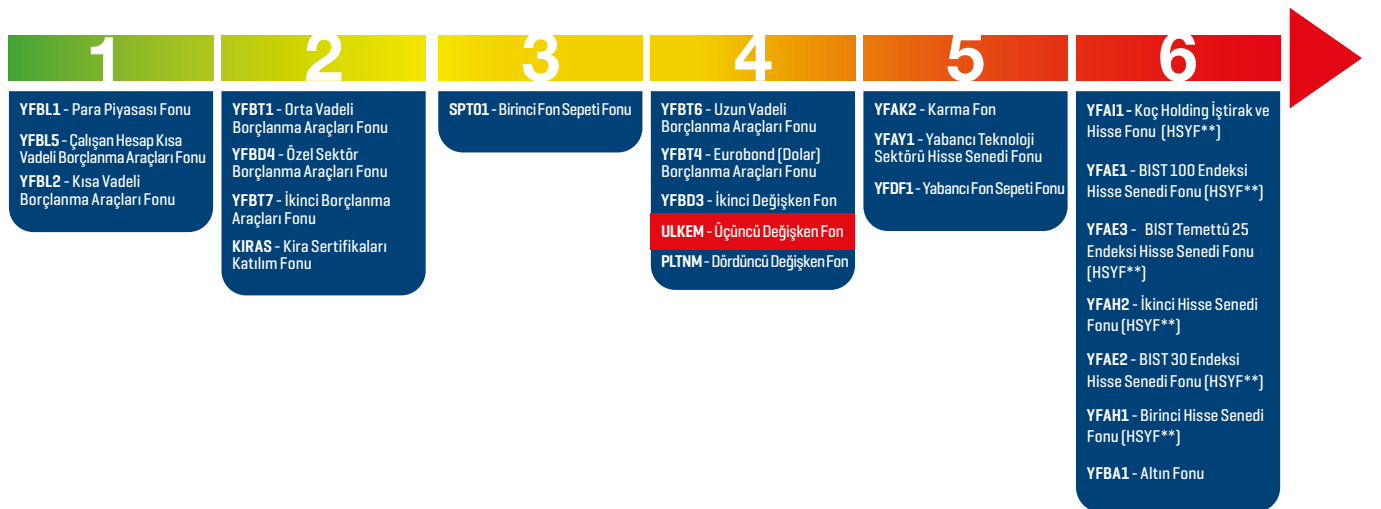 1
YFBL1 - Para Piyasası Fonu
YFBL5 - Çalışan Hesap Kısa
Vadeli Borçlanma Araçları Fonu
YFBL2 - Kısa Vadeli
Borçlanma Araçları Fonu
2
YFBT1 - Orta Vadeli
Borçlanma Araçları Fonu
YFBD4 - Özel Sektör
Borçlanma Araçları Fonu
YFBT7 - İkinci Borçlanma
Araçları Fonu
KIRAS - Kira Sertifikaları
Katılım Fonu
3
SPT01 - Birinci Fon Sepeti Fonu
4
YFBT6 - Uzun Vadeli
Borçlanma Araçları Fonu
YFBT4 - Eurobond (Dolar)
Borçlanma Araçları Fonu
YFBD3 - İkinci Değişken Fon
ULKEM - Üçüncü Değişken Fon
PLTNM - Dördüncü Değişken Fon
5
YFAK2 - Karma Fon
YFAY1 - Yabancı Teknoloji
Sektörü Hisse Senedi Fonu
YFDF1 - Yabancı Fon Sepeti Fonu
6
YFAI1 - Koç Holding İştirak ve
Hisse Fonu (HSYF**)
YFAE1 - BIST 100 Endeksi
Hisse Senedi Fonu (HSYF**)
YFAE3 - BIST Temettü 25
Endeksi Hisse Senedi Fonu
(HSYF**)
YFAH2 - İkinci Hisse Senedi
Fonu (HSYF**)
YFAE2 - BIST 30 Endeksi
Hisse Senedi Fonu (HSYF**)
YFAH1 - Birinci Hisse Senedi
Fonu (HSYF**)
YFBA1 - Altın Fonu